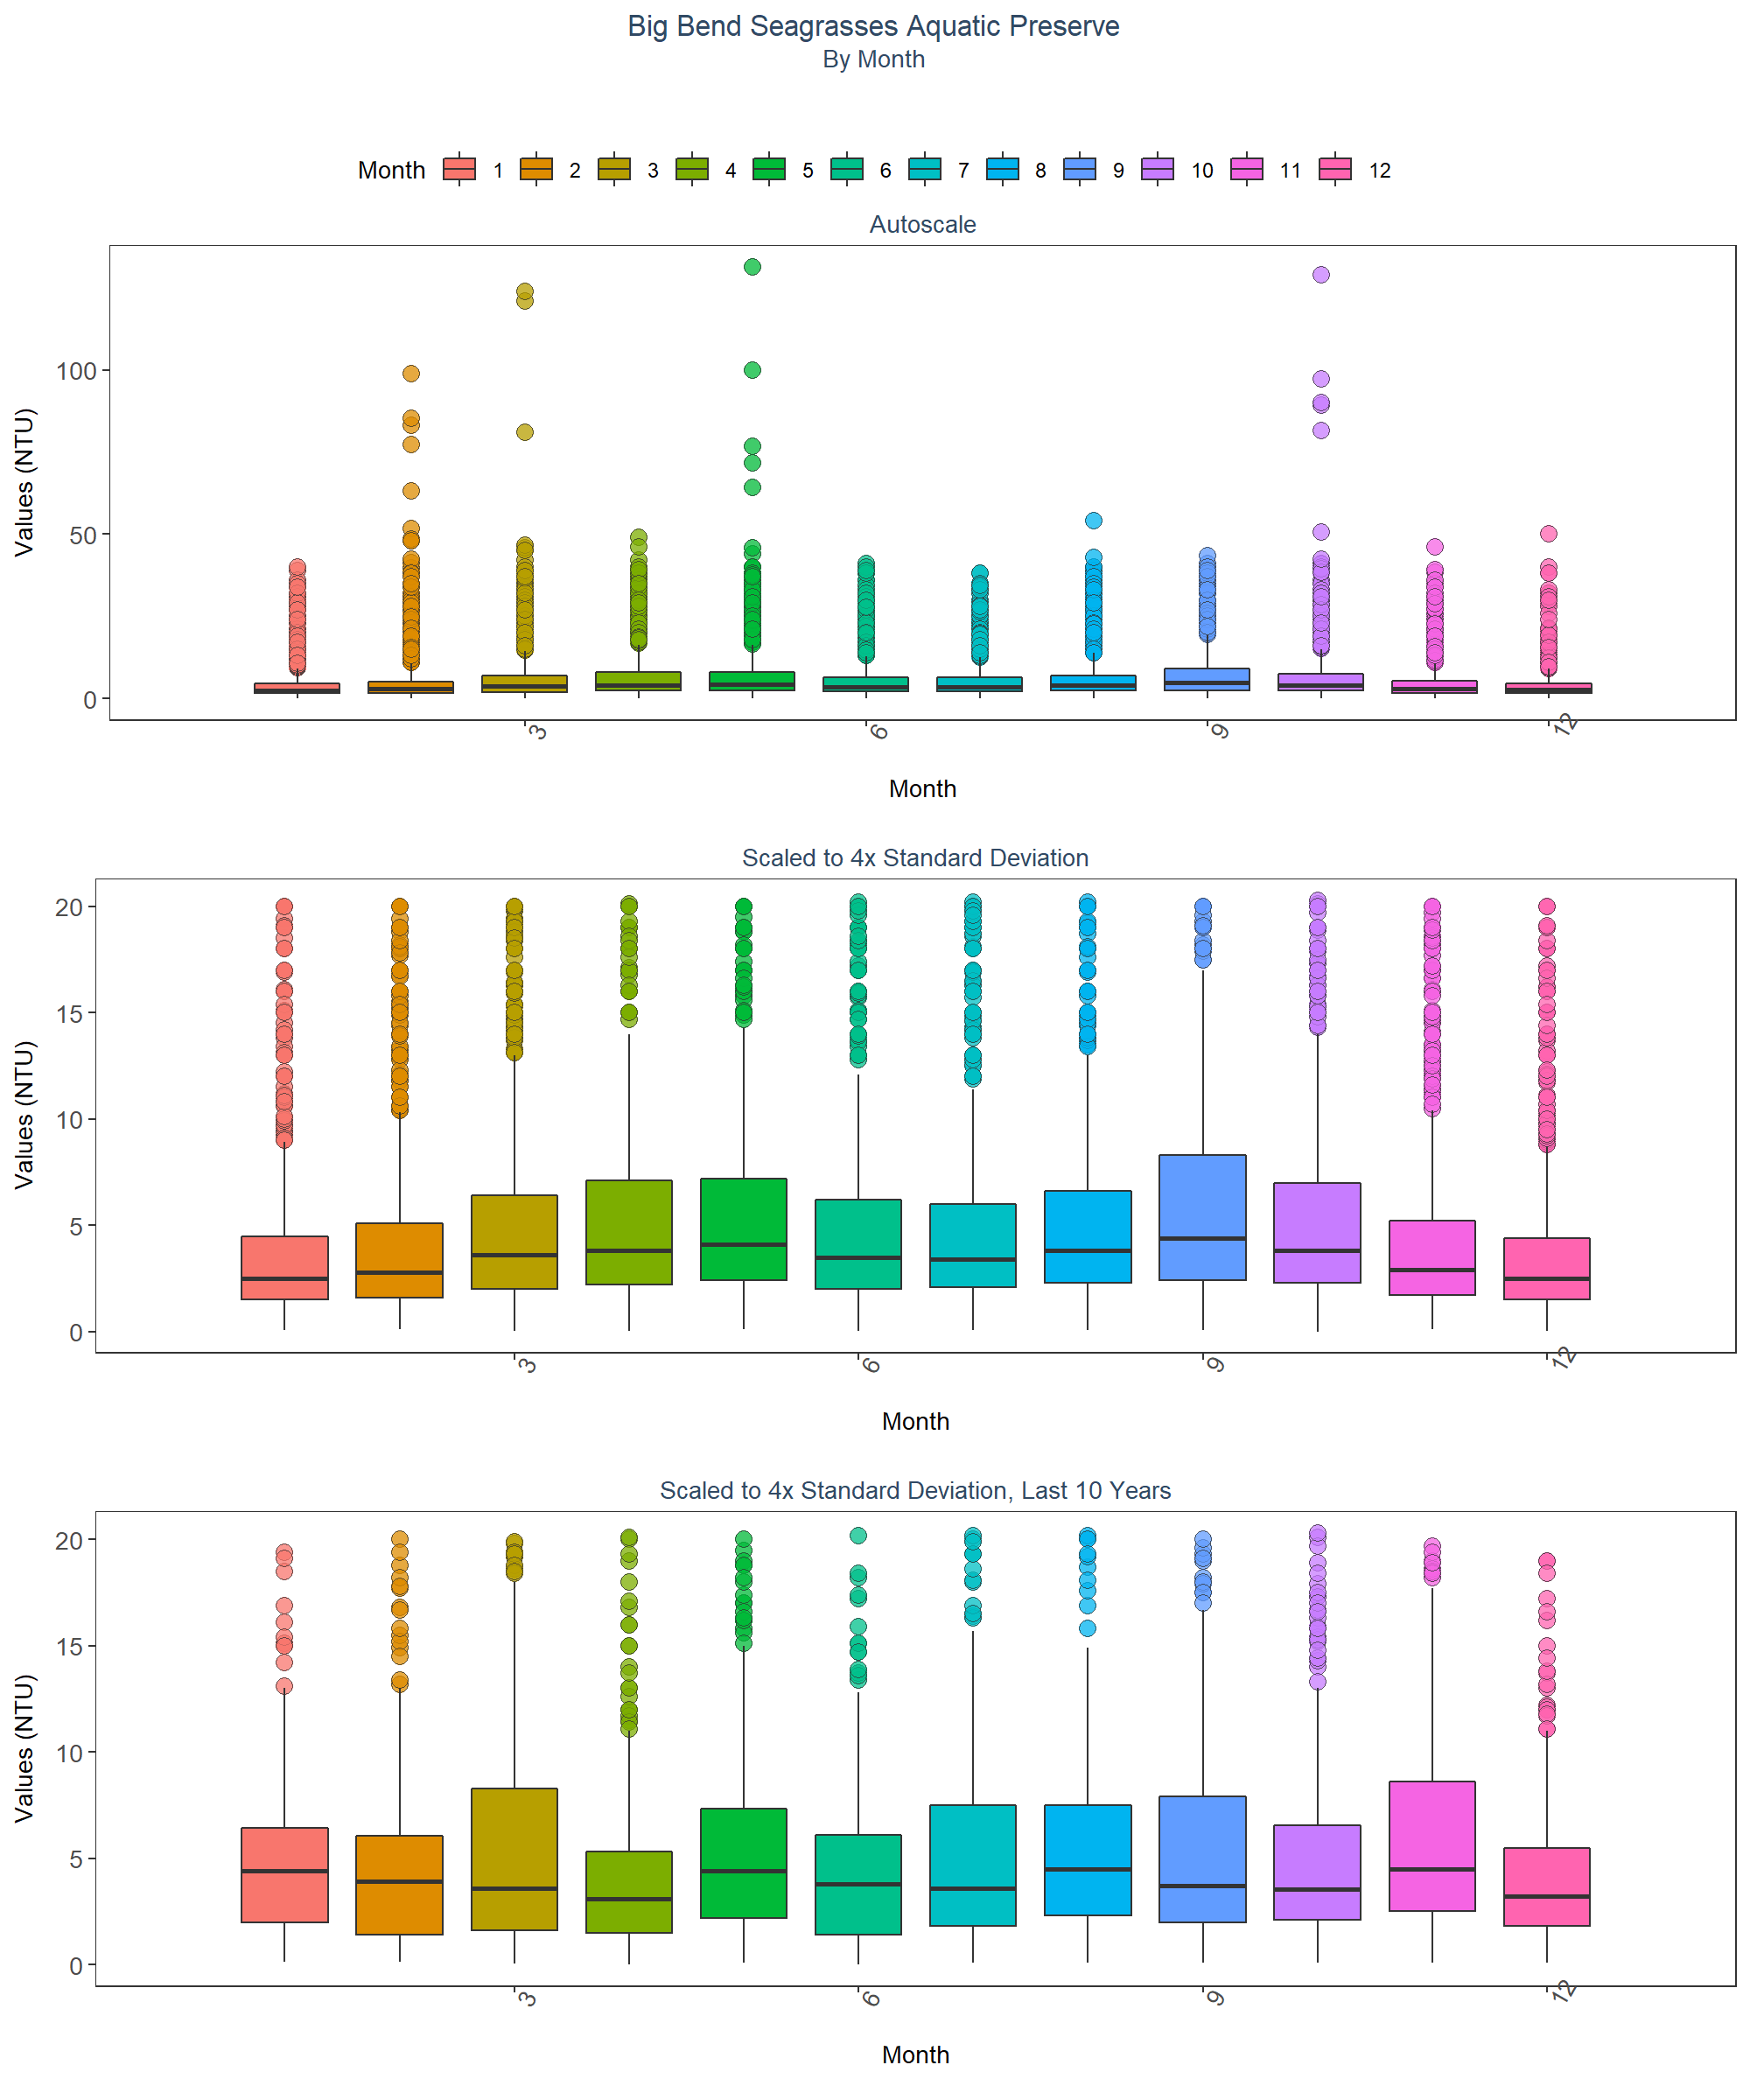 Big Bend Seagrasses Aquatic Preserve
By Month
Month 1 2 3 4 5 6 7 8 9 10 11 12
Autoscale
Values (NTU)
100
50
0
3 6 9 12
Month
Scaled to 4x Standard Deviation
Values (NTU)
20
15
10
5
0
3 6 9 12
Month
Scaled to 4x Standard Deviation, Last 10 Years
Values (NTU)
20
15
10
5
0
3 6 9 12
Month